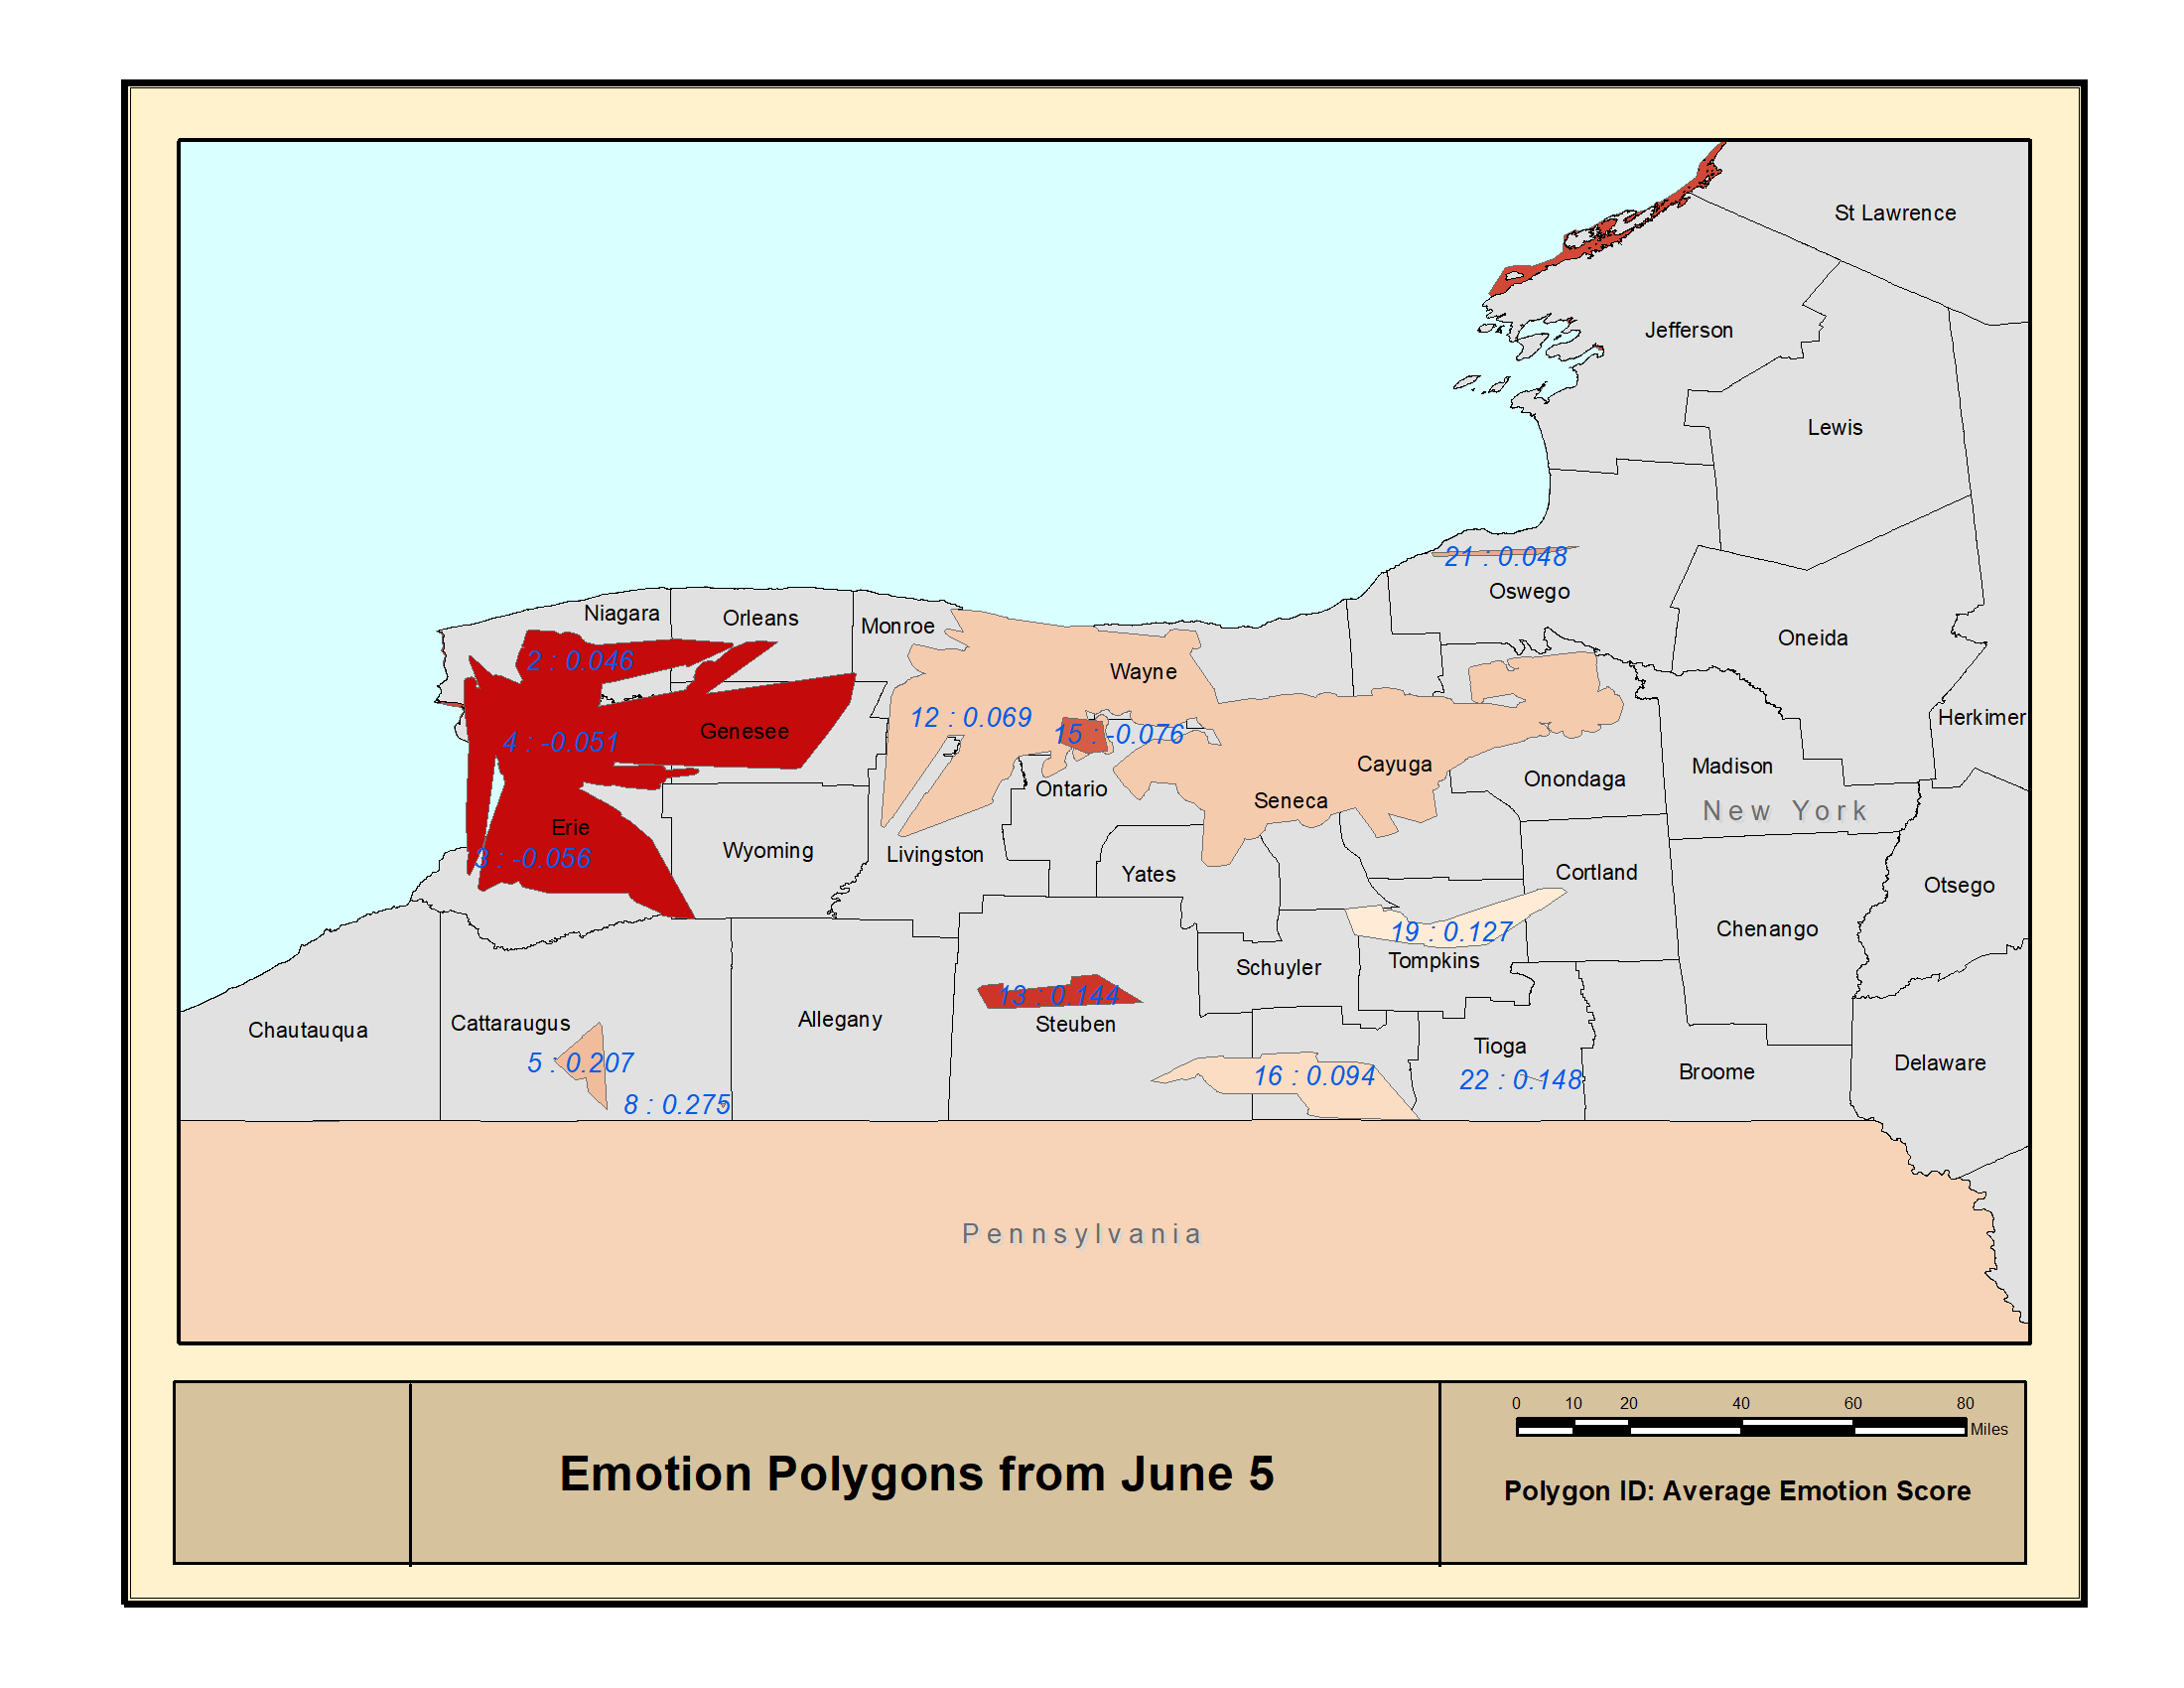 St Lawrence
Jefferson
Lewis
21 : 0.048
Oswego
Niagara
Orleans
Monroe
Oneida
2 : 0.046
Wayne
12 : 0.069
Herkimer
Genesee
15 : -0.076
4 : -0.051
Cayuga
Madison
Onondaga
Ontario
Seneca
New York
Erie
Wyoming
Livingston
3 : -0.056
Yates
Cortland
Otsego
Chenango
19 : 0.127
Tompkins
Schuyler
13 : 0.144
Allegany
Cattaraugus
Steuben
Chautauqua
Tioga
5 : 0.207
Delaware
Broome
16 : 0.094
22 : 0.148
8 : 0.275
Pennsylvania
0 10 20 40 60 80
Miles
Emotion Polygons from June 5
Polygon ID: Average Emotion Score